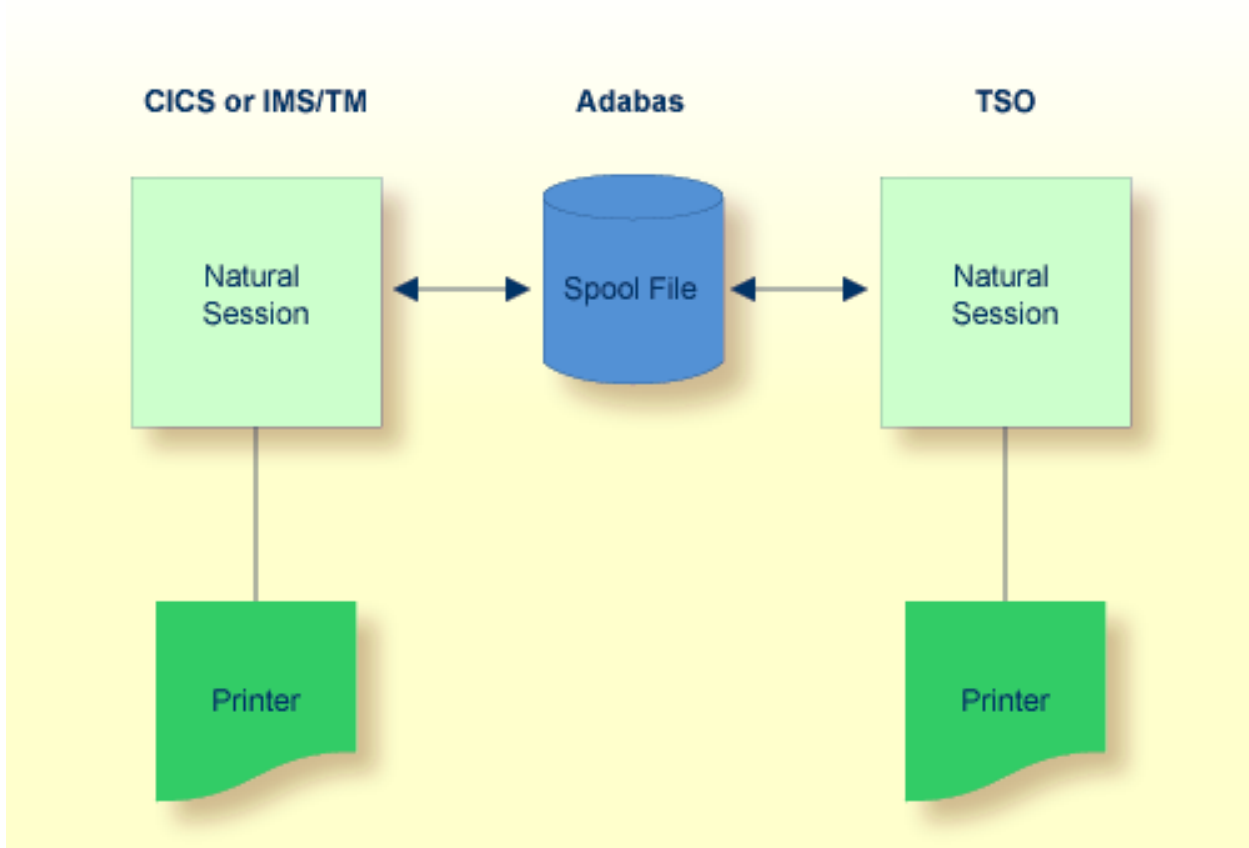 CICS or IMS/TM
Adabas
TSO
Natural
Session
Spool File
Natural
Session
Printer
Printer